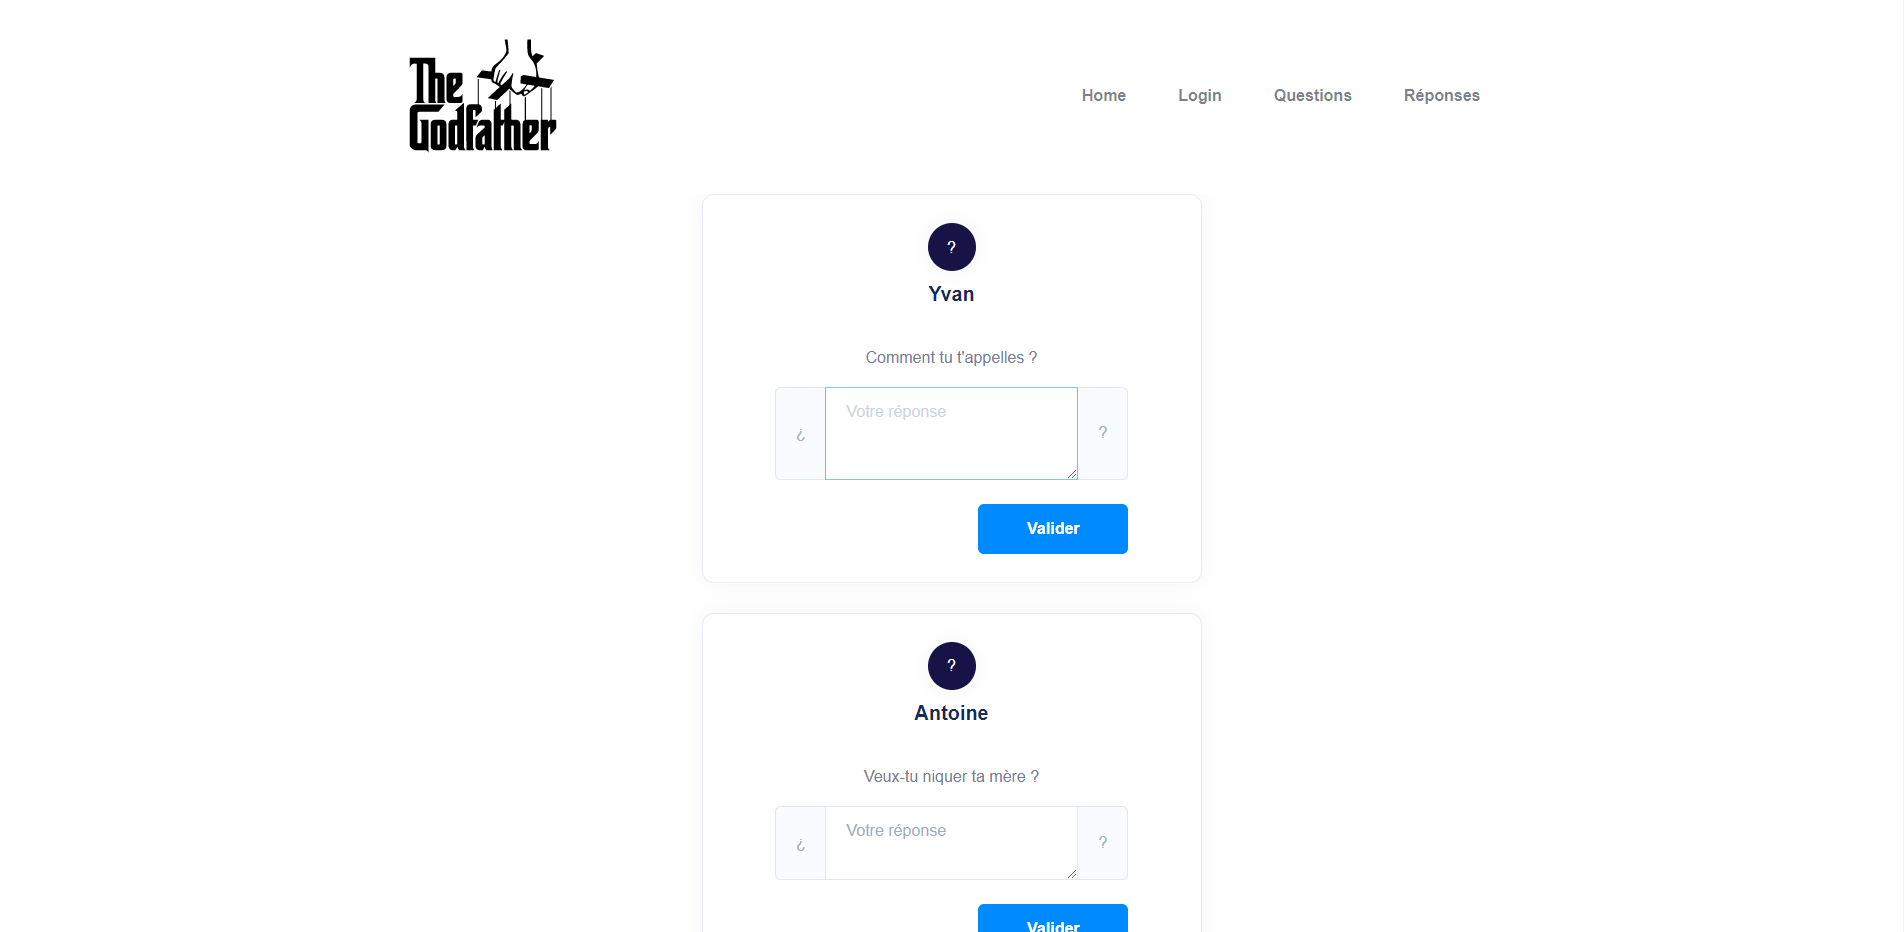 The
Godfather
Home Login Questions Réponses
?
Yvan
Comment tu t'appelles ?
¿ Votre réponse ?
Valider
?
Antoine
Veux-tu niquer ta mère ?
¿ Votre réponse ?
Valider